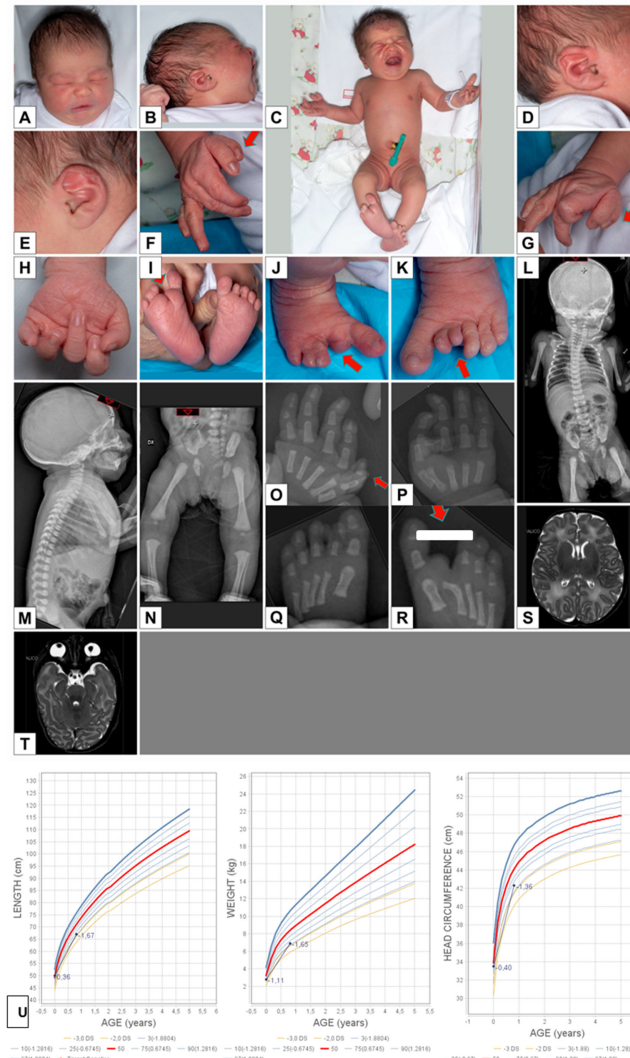 A
B
C
D
E
F
G
H
I
J
K
L
DX
M
N
O
P
Q
R
S
T
130
125
120
115
110
105
100
95
90
85
80
75
70
65
60
55
50
45
40
LENGTH (cm)
-1,67
0,36
-0,5 0 0,5 1 1,5 2 2,5 3 3,5 4 4,5 5 5,5
AGE (years)
26
24
22
20
18
16
14
12
10
8
6
4
2
0
WEIGHT (kg)
-1,65
-1,11
-0,5 0 0,5 1 1,5 2 2,5 3 3,5 4 4,5 5 5,5
AGE (years)
54
52
50
48
46
44
42
40
38
36
34
32
30
HEAD CIRCUMFERENCE (cm)
-1,36
-0,40
0 1 2 3 4 5
AGE (years)
U
-3,0 DS -2,0 DS 3(-1.8804)
10(-1.2816) 25(-0.6745) 50 75(0.6745) 90(1.2816)
-3,0 DS -2,0 DS 3(-1.8804)
10(-1.2816) 25(-0.6745) 50 75(0.6745) 90(1.2816)
-3 DS -2 DS